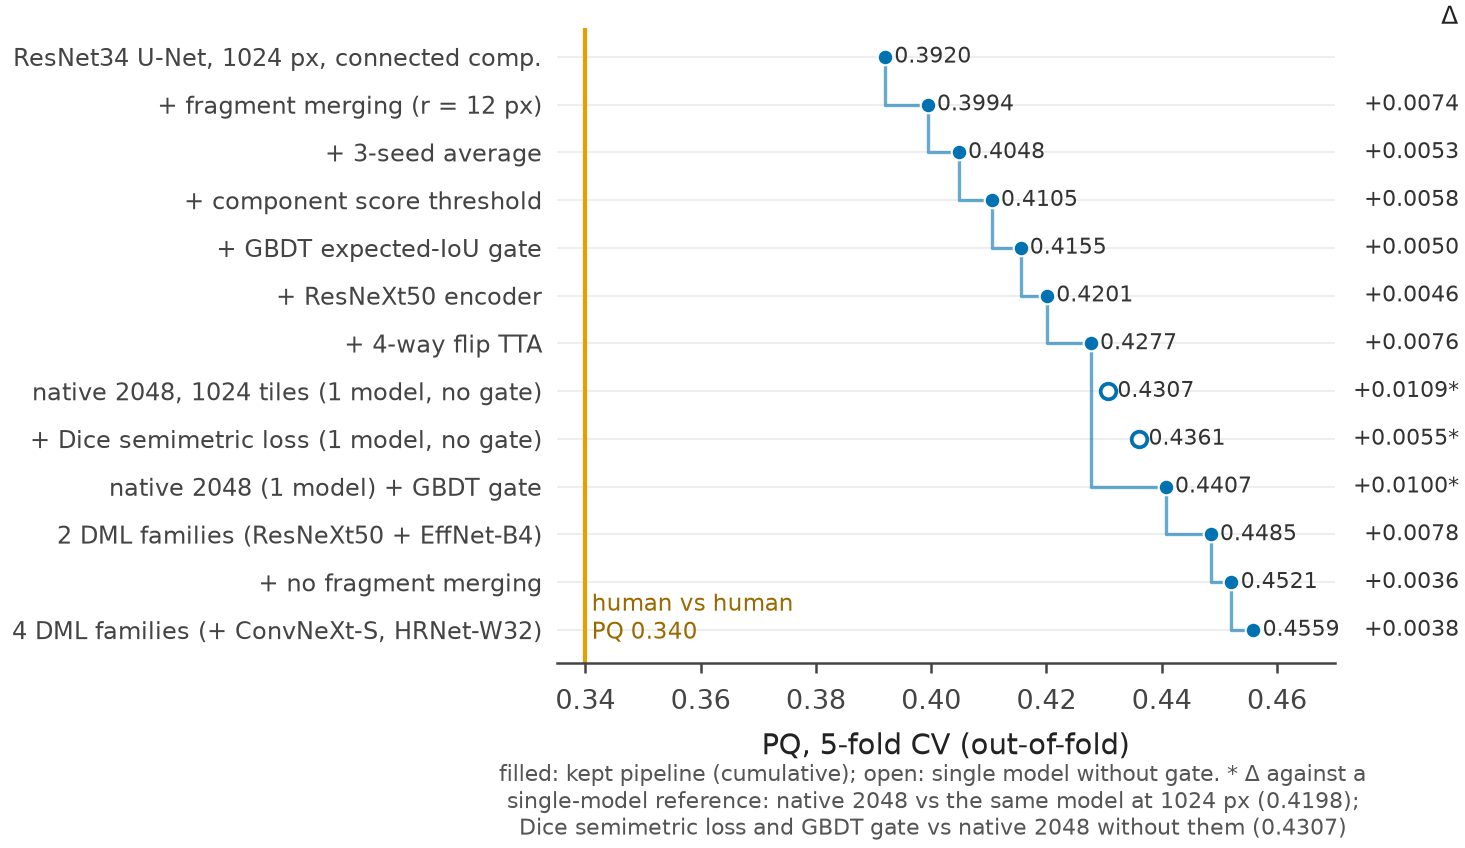 Δ
ResNet34 U-Net, 1024 px, connected comp. 0.3920
+ fragment merging (r = 12 px) 0.3994 +0.0074
+ 3-seed average 0.4048 +0.0053
+ component score threshold 0.4105 +0.0058
+ GBDT expected-IoU gate 0.4155 +0.0050
+ ResNeXt50 encoder 0.4201 +0.0046
+ 4-way flip TTA 0.4277 +0.0076
native 2048, 1024 tiles (1 model, no gate) 0.4307 +0.0109*
+ Dice semimetric loss (1 model, no gate) 0.4361 +0.0055*
native 2048 (1 model) + GBDT gate 0.4407 +0.0100*
2 DML families (ResNeXt50 + EffNet-B4) 0.4485 +0.0078
+ no fragment merging 0.4521 +0.0036
human vs human
4 DML families (+ ConvNeXt-S, HRNet-W32) PQ 0.340 0.4559 +0.0038
0.34 0.36 0.38 0.40 0.42 0.44 0.46
PQ, 5-fold CV (out-of-fold)
filled: kept pipeline (cumulative); open: single model without gate. * Δ against a
single-model reference: native 2048 vs the same model at 1024 px (0.4198);
Dice semimetric loss and GBDT gate vs native 2048 without them (0.4307)